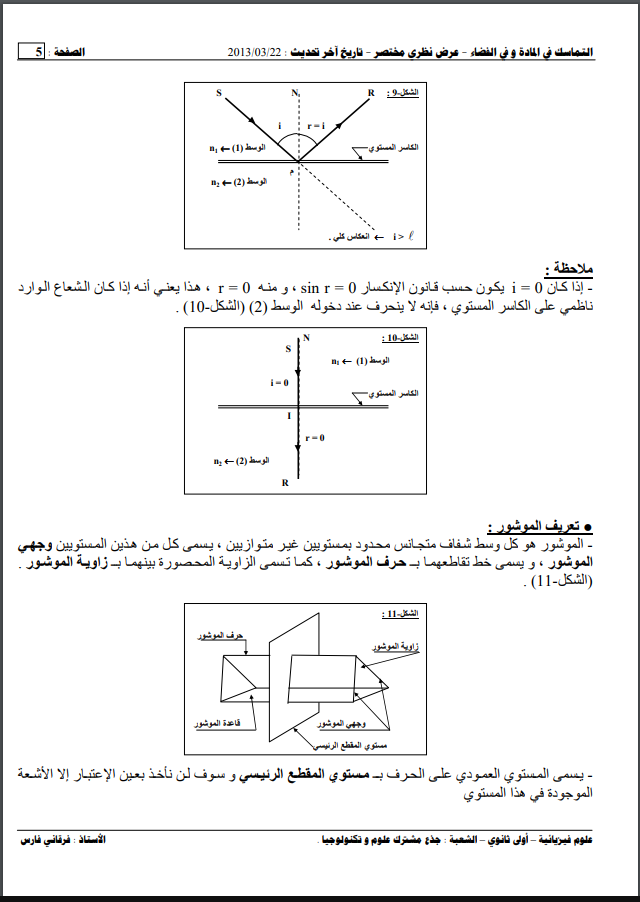 التماسك في المادة و في الفضاء – عرض نظري مختصر – تاريخ آخر تحديث : 2013/03/22 الصفحة : 5
الشكل-9 :
S N R
i r = i
الوسط (1) ← n₁
الكاسر المستوي
م
الوسط (2) ← n₂
i > ℓ ← انعكاس كلي .
ملاحظة :
- إذا كان i = 0 يكون حسب قانون الإنكسار sin r = 0 ، و منه r = 0 ، هذا يعني أنه إذا كان الشعاع الوارد
ناظمي على الكاسر المستوي ، فإنه لا ينحرف عند دخوله الوسط (2) (الشكل-10) .
الشكل-10 :
N
S
الوسط (1) ← n₁
i = 0
الكاسر المستوي
I
r = 0
الوسط (2) ← n₂
R
● تعريف الموشور :
- الموشور هو كل وسط شفاف متجانس محدود بمستويين غير متوازيين ، يسمى كل من هذين المستويين وجهي
الموشور ، و يسمى خط تقاطعهما بـ حرف الموشور ، كما تسمى الزاوية المحصورة بينهما بـ زاوية الموشور .
(الشكل-11) .
الشكل-11 :
حرف الموشور
زاوية الموشور
قاعدة الموشور
وجهي الموشور
مستوي المقطع الرئيسي
- يسمى المستوي العمودي على الحرف بـ مستوي المقطع الرئيسي و سوف لن نأخذ بعين الإعتبار إلا الأشعة
الموجودة في هذا المستوي
علوم فيزيائية – أولى ثانوي – الشعبة : جذع مشترك علوم و تكنولوجيا . الأستاذ : فرقاني فارس